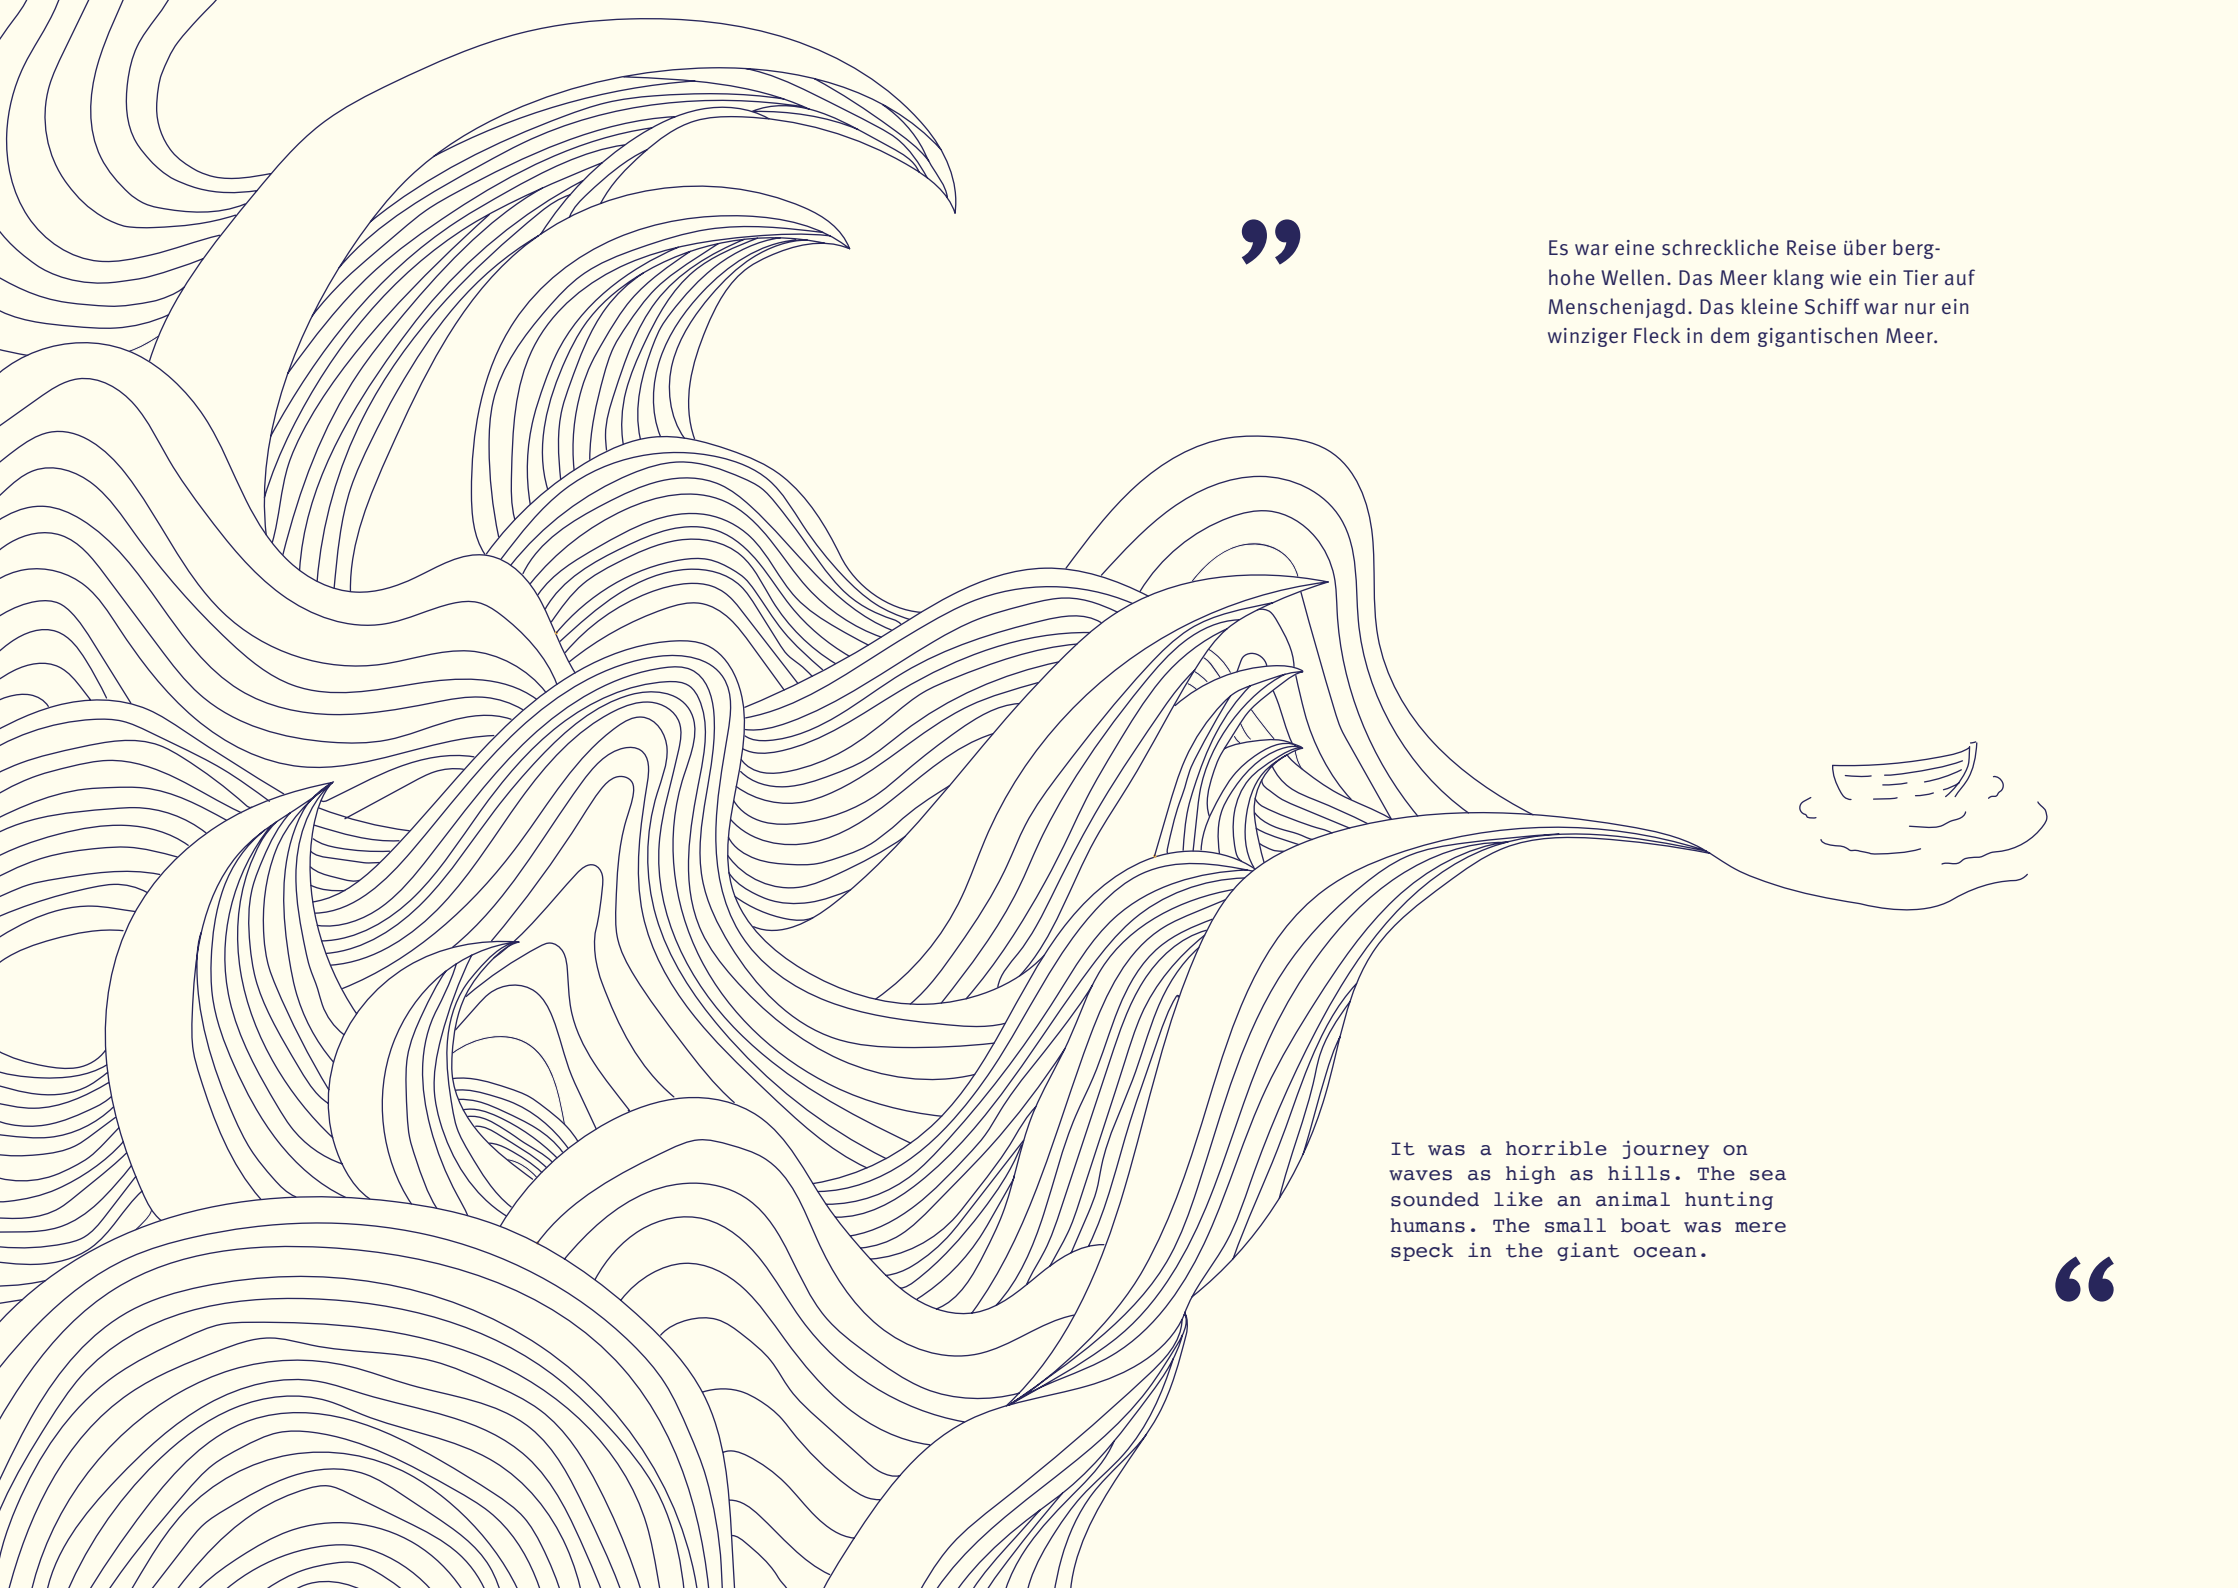 ”
Es war eine schreckliche Reise über berg-
hohe Wellen. Das Meer klang wie ein Tier auf
Menschenjagd. Das kleine Schiff war nur ein
winziger Fleck in dem gigantischen Meer.
It was a horrible journey on
waves as high as hills. The sea
sounded like an animal hunting
humans. The small boat was mere
speck in the giant ocean.
“